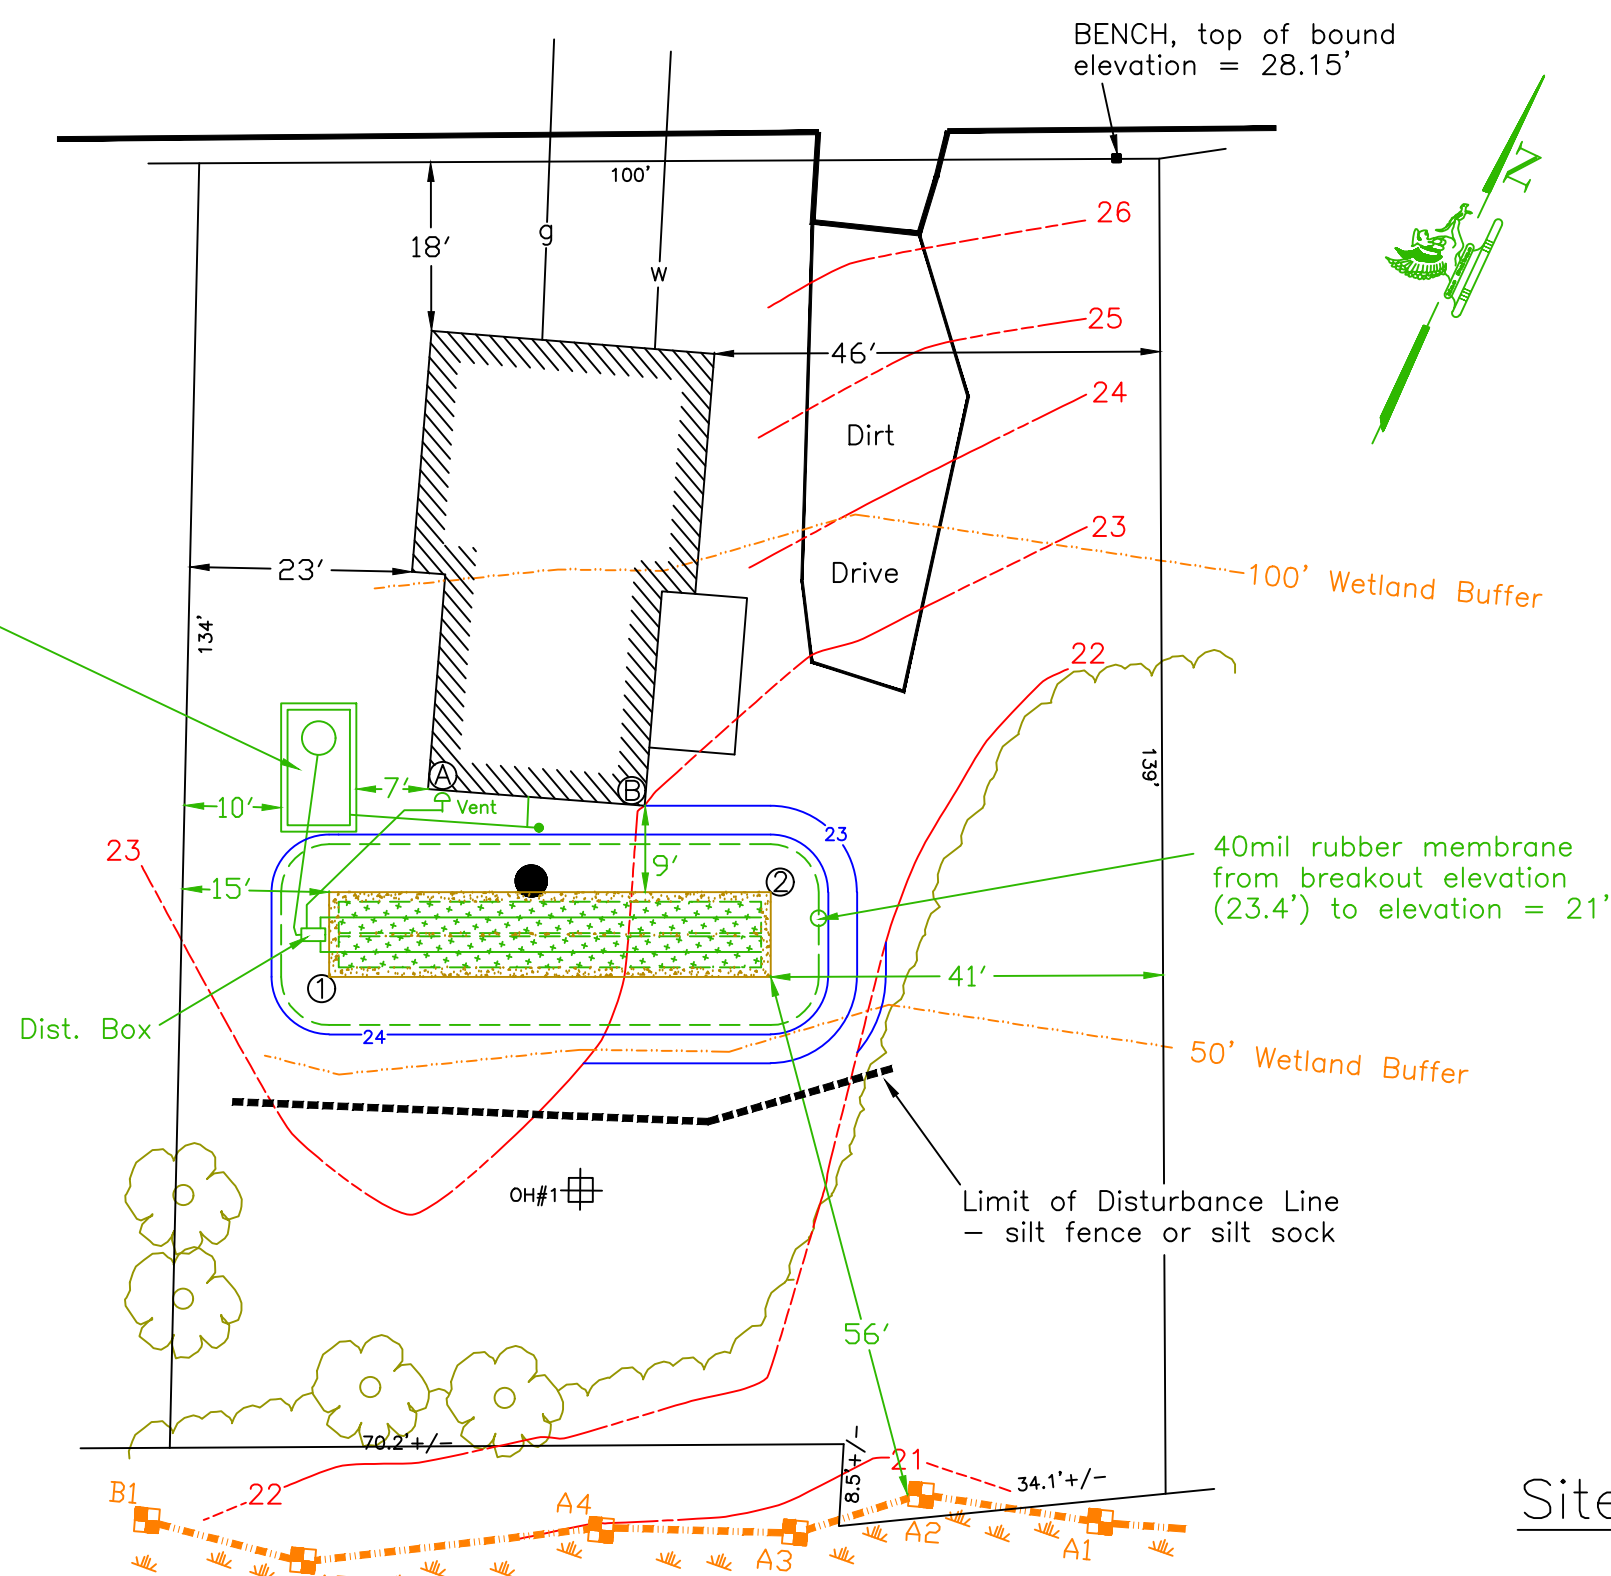 BENCH, top of bound
elevation = 28.15'
100'
N
18'
g
w
26
25
46'
24
Dirt
23
Drive
23'
100' Wetland Buffer
134'
22
139'
A
B
7'
Vent
10'
23
23
9'
40mil rubber membrane
from breakout elevation
(23.4') to elevation = 21'
2
15'
41'
1
Dist. Box
24
50' Wetland Buffer
OH#1
Limit of Disturbance Line
- silt fence or silt sock
56'
70.2'+/-
8.5'+/-
21
34.1'+/-
22
B1
A4
A3
A2
A1
Site